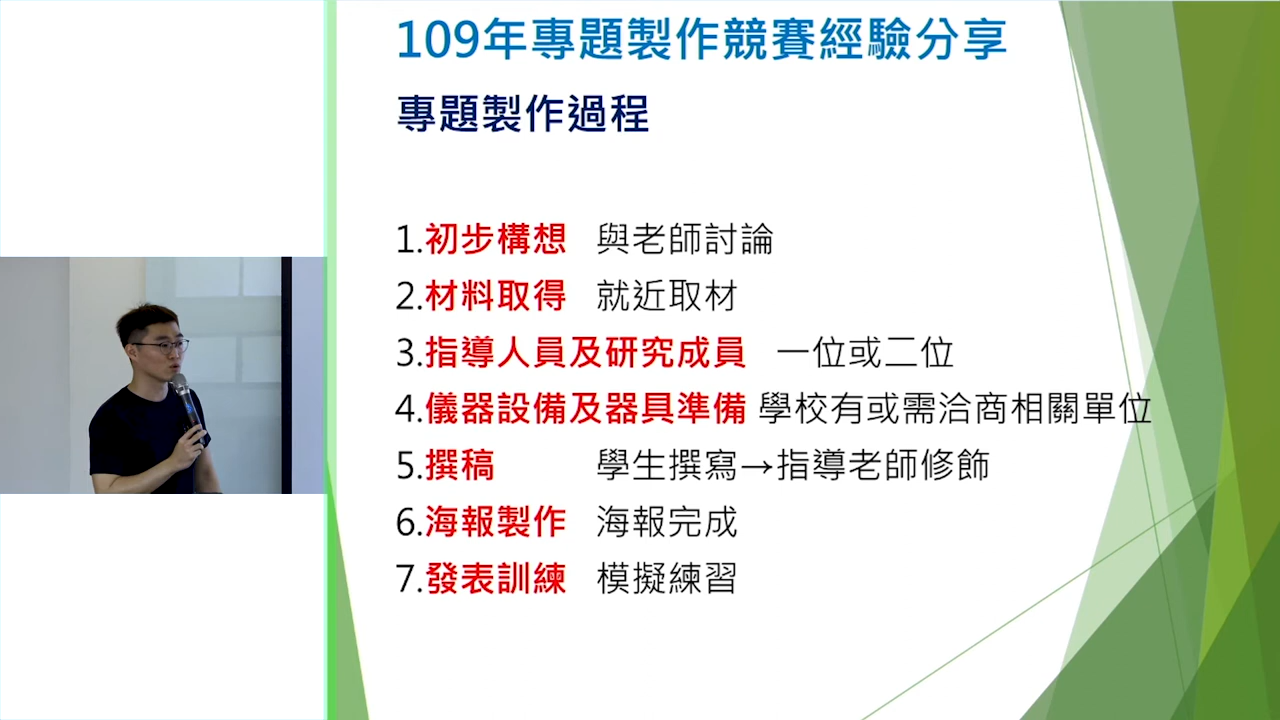 109年專題製作競賽經驗分享
專題製作過程
1.初步構想 與老師討論
2.材料取得 就近取材
3.指導人員及研究成員 一位或二位
4.儀器設備及器具準備 學校有或需洽商相關單位
5.撰稿 學生撰寫→指導老師修飾
6.海報製作 海報完成
7.發表訓練 模擬練習